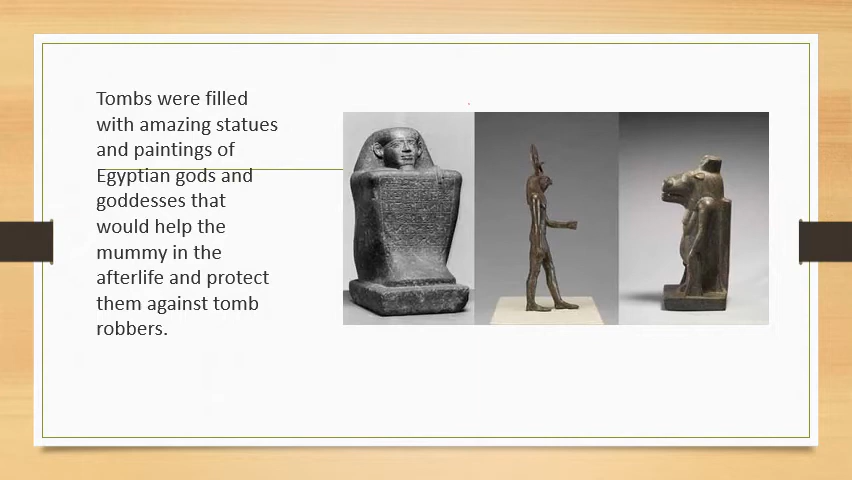 Tombs were filled
with amazing statues
and paintings of
Egyptian gods and
goddesses that
would help the
mummy in the
afterlife and protect
them against tomb
robbers.